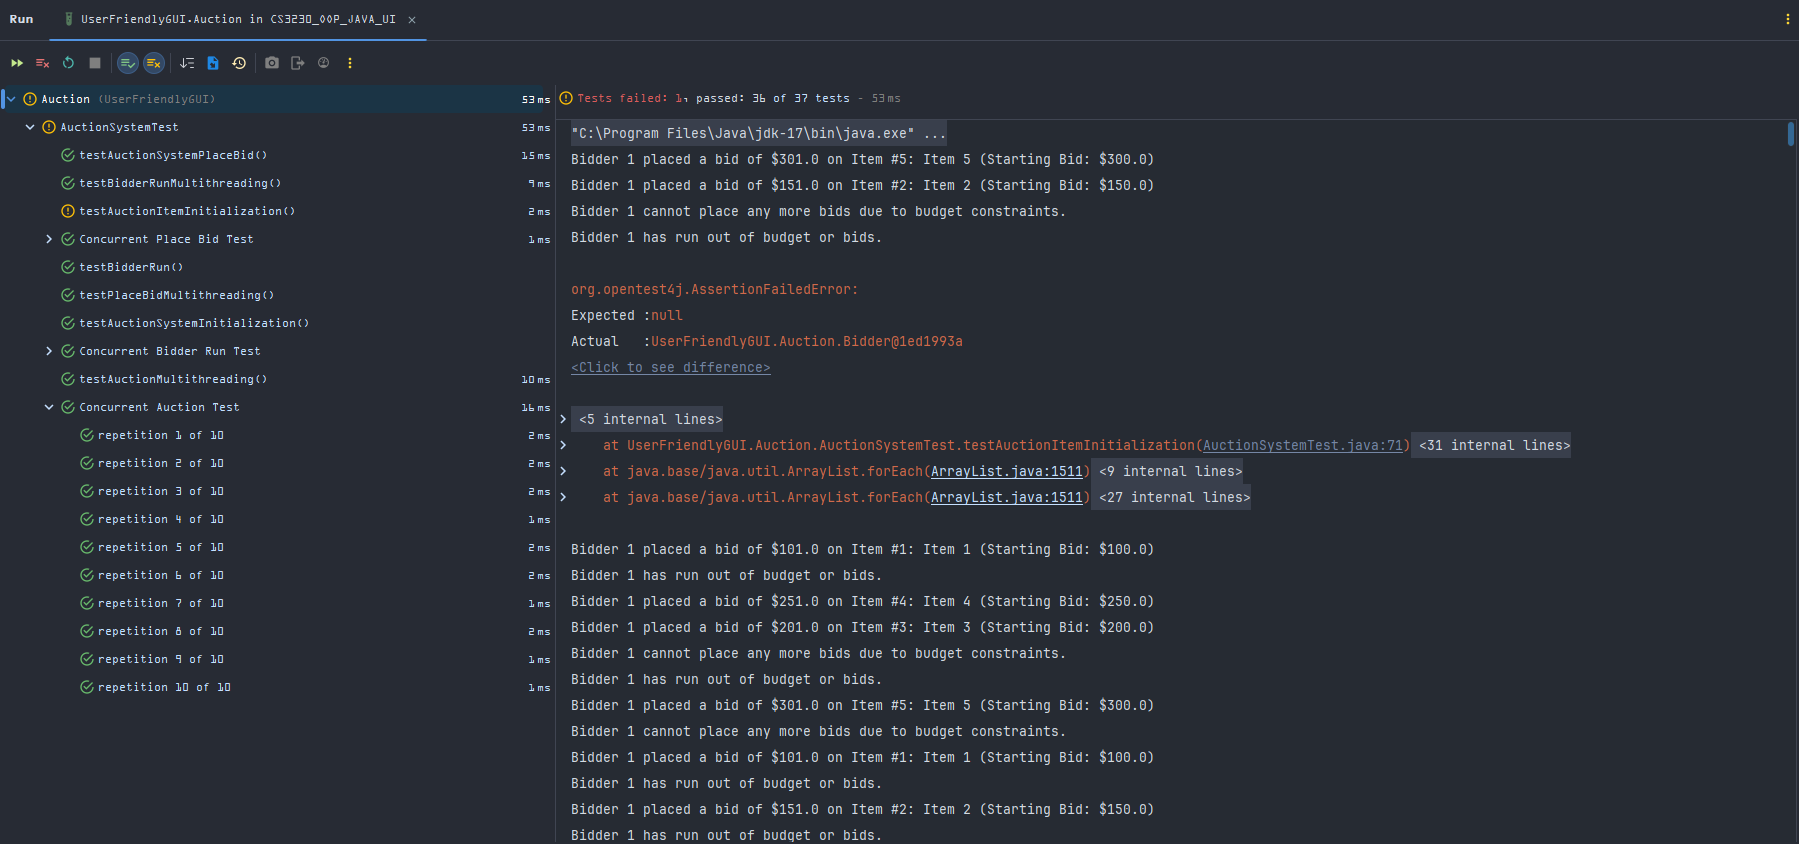 Run UserFriendlyGUI.Auction in CS3230_OOP_JAVA_UI
Auction (UserFriendlyGUI) 53 ms
AuctionSystemTest 53 ms
testAuctionSystemPlaceBid() 15 ms
testBidderRunMultithreading() 9 ms
testAuctionItemInitialization() 2 ms
Concurrent Place Bid Test 1 ms
testBidderRun()
testPlaceBidMultithreading()
testAuctionSystemInitialization()
Concurrent Bidder Run Test
testAuctionMultithreading() 10 ms
Concurrent Auction Test 16 ms
repetition 1 of 10 2 ms
repetition 2 of 10 2 ms
repetition 3 of 10 2 ms
repetition 4 of 10 1 ms
repetition 5 of 10 2 ms
repetition 6 of 10 2 ms
repetition 7 of 10 1 ms
repetition 8 of 10 2 ms
repetition 9 of 10 1 ms
repetition 10 of 10 1 ms
Tests failed: 1, passed: 36 of 37 tests – 53 ms
"C:\Program Files\Java\jdk-17\bin\java.exe" ...
Bidder 1 placed a bid of $301.0 on Item #5: Item 5 (Starting Bid: $300.0)
Bidder 1 placed a bid of $151.0 on Item #2: Item 2 (Starting Bid: $150.0)
Bidder 1 cannot place any more bids due to budget constraints.
Bidder 1 has run out of budget or bids.
org.opentest4j.AssertionFailedError:
Expected :null
Actual   :UserFriendlyGUI.Auction.Bidder@1ed1993a
<Click to see difference>
<5 internal lines>
at UserFriendlyGUI.Auction.AuctionSystemTest.testAuctionItemInitialization(AuctionSystemTest.java:71) <31 internal lines>
at java.base/java.util.ArrayList.forEach(ArrayList.java:1511) <9 internal lines>
at java.base/java.util.ArrayList.forEach(ArrayList.java:1511) <27 internal lines>
Bidder 1 placed a bid of $101.0 on Item #1: Item 1 (Starting Bid: $100.0)
Bidder 1 has run out of budget or bids.
Bidder 1 placed a bid of $251.0 on Item #4: Item 4 (Starting Bid: $250.0)
Bidder 1 placed a bid of $201.0 on Item #3: Item 3 (Starting Bid: $200.0)
Bidder 1 cannot place any more bids due to budget constraints.
Bidder 1 has run out of budget or bids.
Bidder 1 placed a bid of $301.0 on Item #5: Item 5 (Starting Bid: $300.0)
Bidder 1 cannot place any more bids due to budget constraints.
Bidder 1 placed a bid of $101.0 on Item #1: Item 1 (Starting Bid: $100.0)
Bidder 1 has run out of budget or bids.
Bidder 1 placed a bid of $151.0 on Item #2: Item 2 (Starting Bid: $150.0)
Bidder 1 has run out of budget or bids.